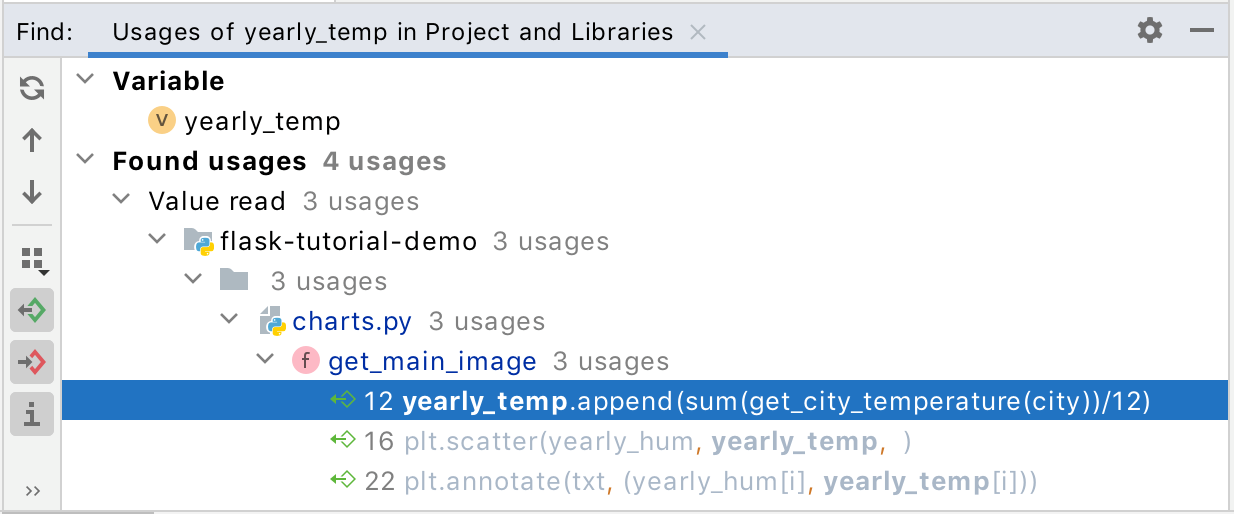 Find: Usages of yearly_temp in Project and Libraries
Variable
V yearly_temp
Found usages 4 usages
Value read 3 usages
flask-tutorial-demo 3 usages
3 usages
charts.py 3 usages
f get_main_image 3 usages
12 yearly_temp.append(sum(get_city_temperature(city))/12)
16 plt.scatter(yearly_hum, yearly_temp, )
22 plt.annotate(txt, (yearly_hum[i], yearly_temp[i]))